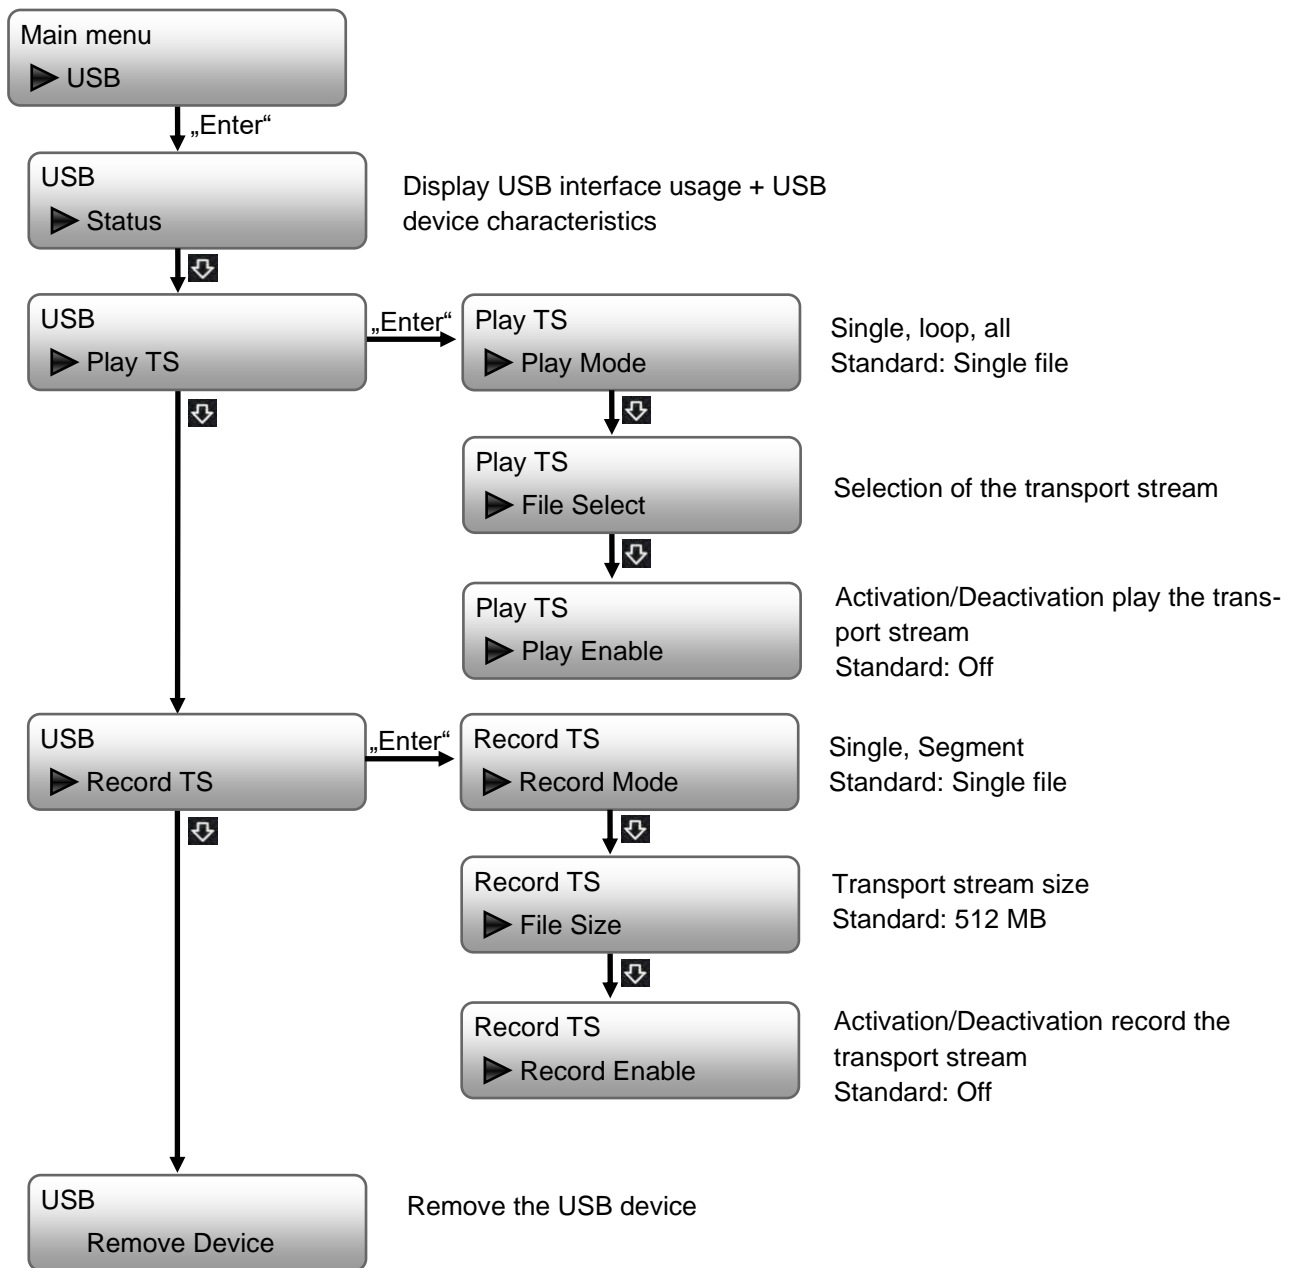 Main menu
USB
„Enter“
USB
Status
Display USB interface usage + USB
device characteristics
USB
Play TS
„Enter“
Play TS
Play Mode
Single, loop, all
Standard: Single file
Play TS
File Select
Selection of the transport stream
Play TS
Play Enable
Activation/Deactivation play the trans-
port stream
Standard: Off
USB
Record TS
„Enter“
Record TS
Record Mode
Single, Segment
Standard: Single file
Record TS
File Size
Transport stream size
Standard: 512 MB
Record TS
Record Enable
Activation/Deactivation record the
transport stream
Standard: Off
USB
Remove Device
Remove the USB device